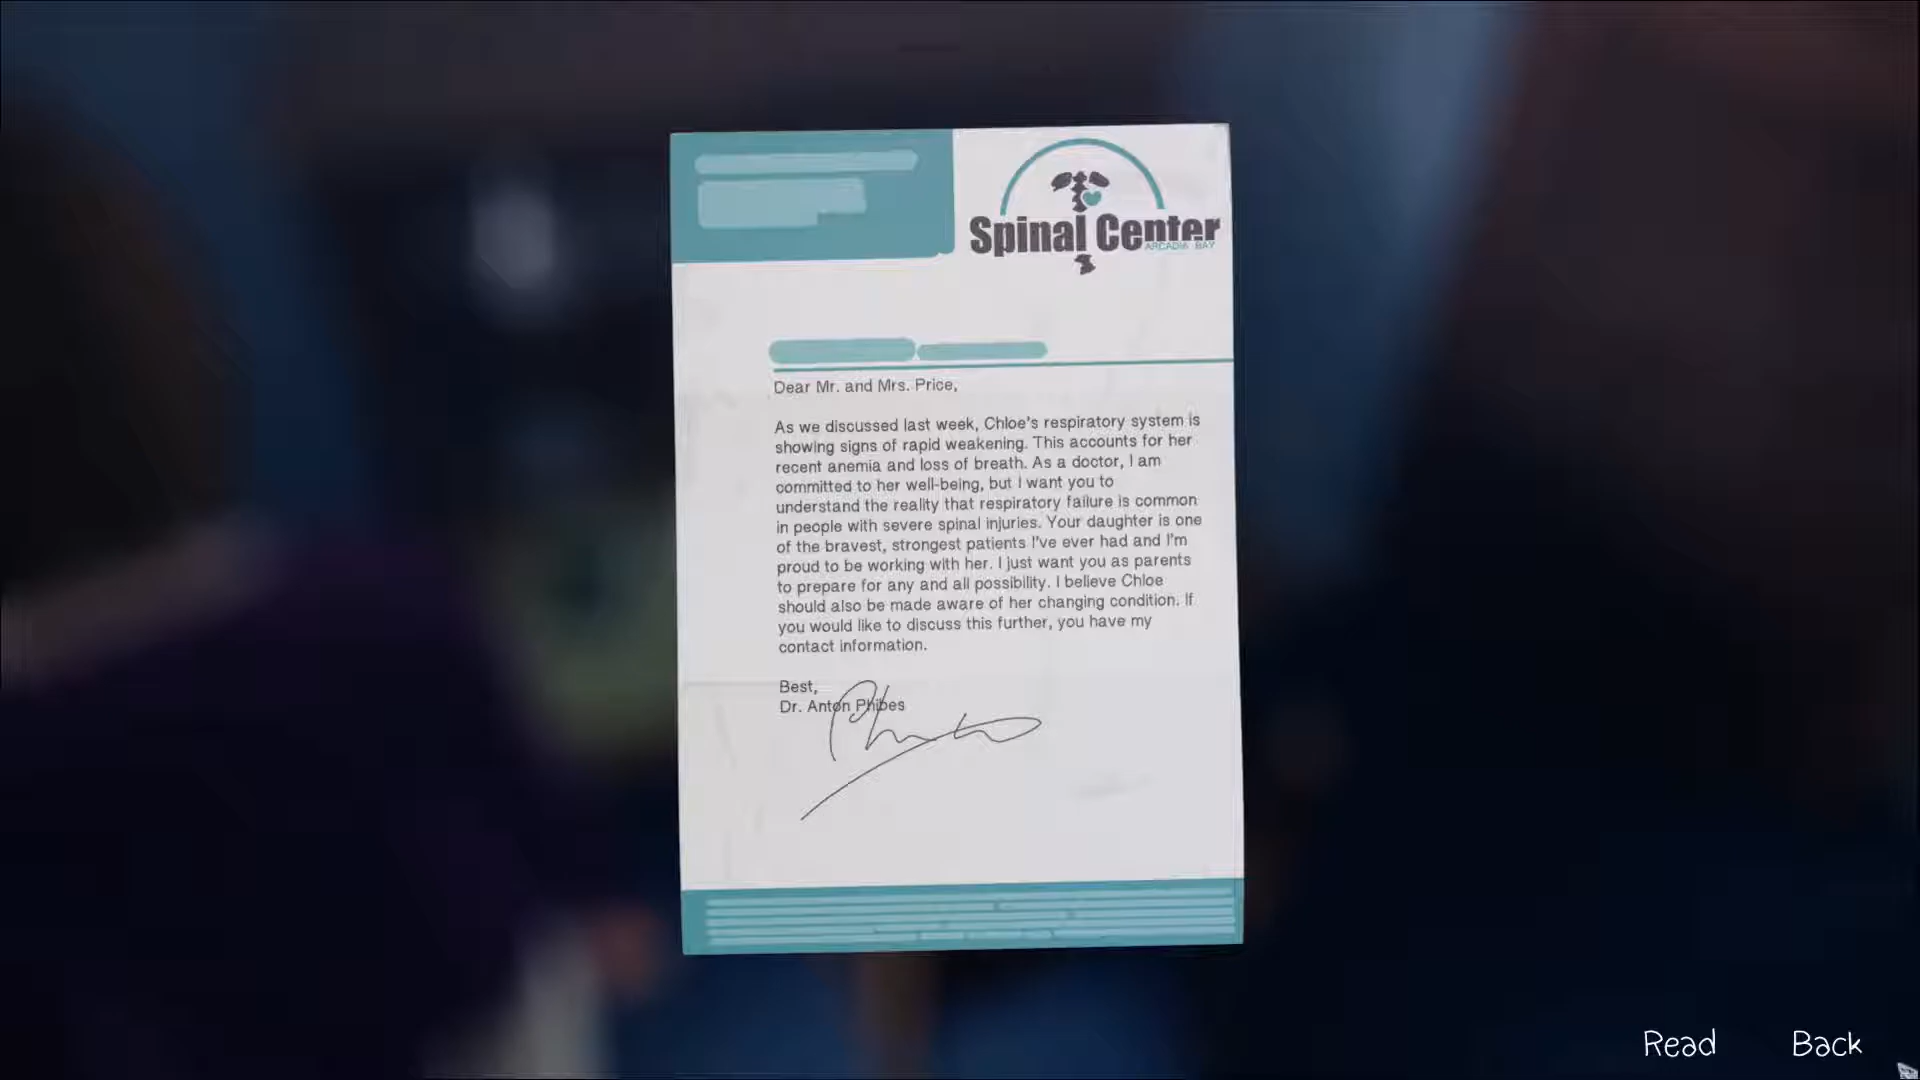 Spinal Center
ARCADIA BAY
Dear Mr. and Mrs. Price,
As we discussed last week, Chloe's respiratory system is
showing signs of rapid weakening. This accounts for her
recent anemia and loss of breath. As a doctor, I am
committed to her well-being, but I want you to
understand the reality that respiratory failure is common
in people with severe spinal injuries. Your daughter is one
of the bravest, strongest patients I've ever had and I'm
proud to be working with her. I just want you as parents
to prepare for any and all possibility. I believe Chloe
should also be made aware of her changing condition. If
you would like to discuss this further, you have my
contact information.
Best,
Dr. Anton Phibes
Read
Back